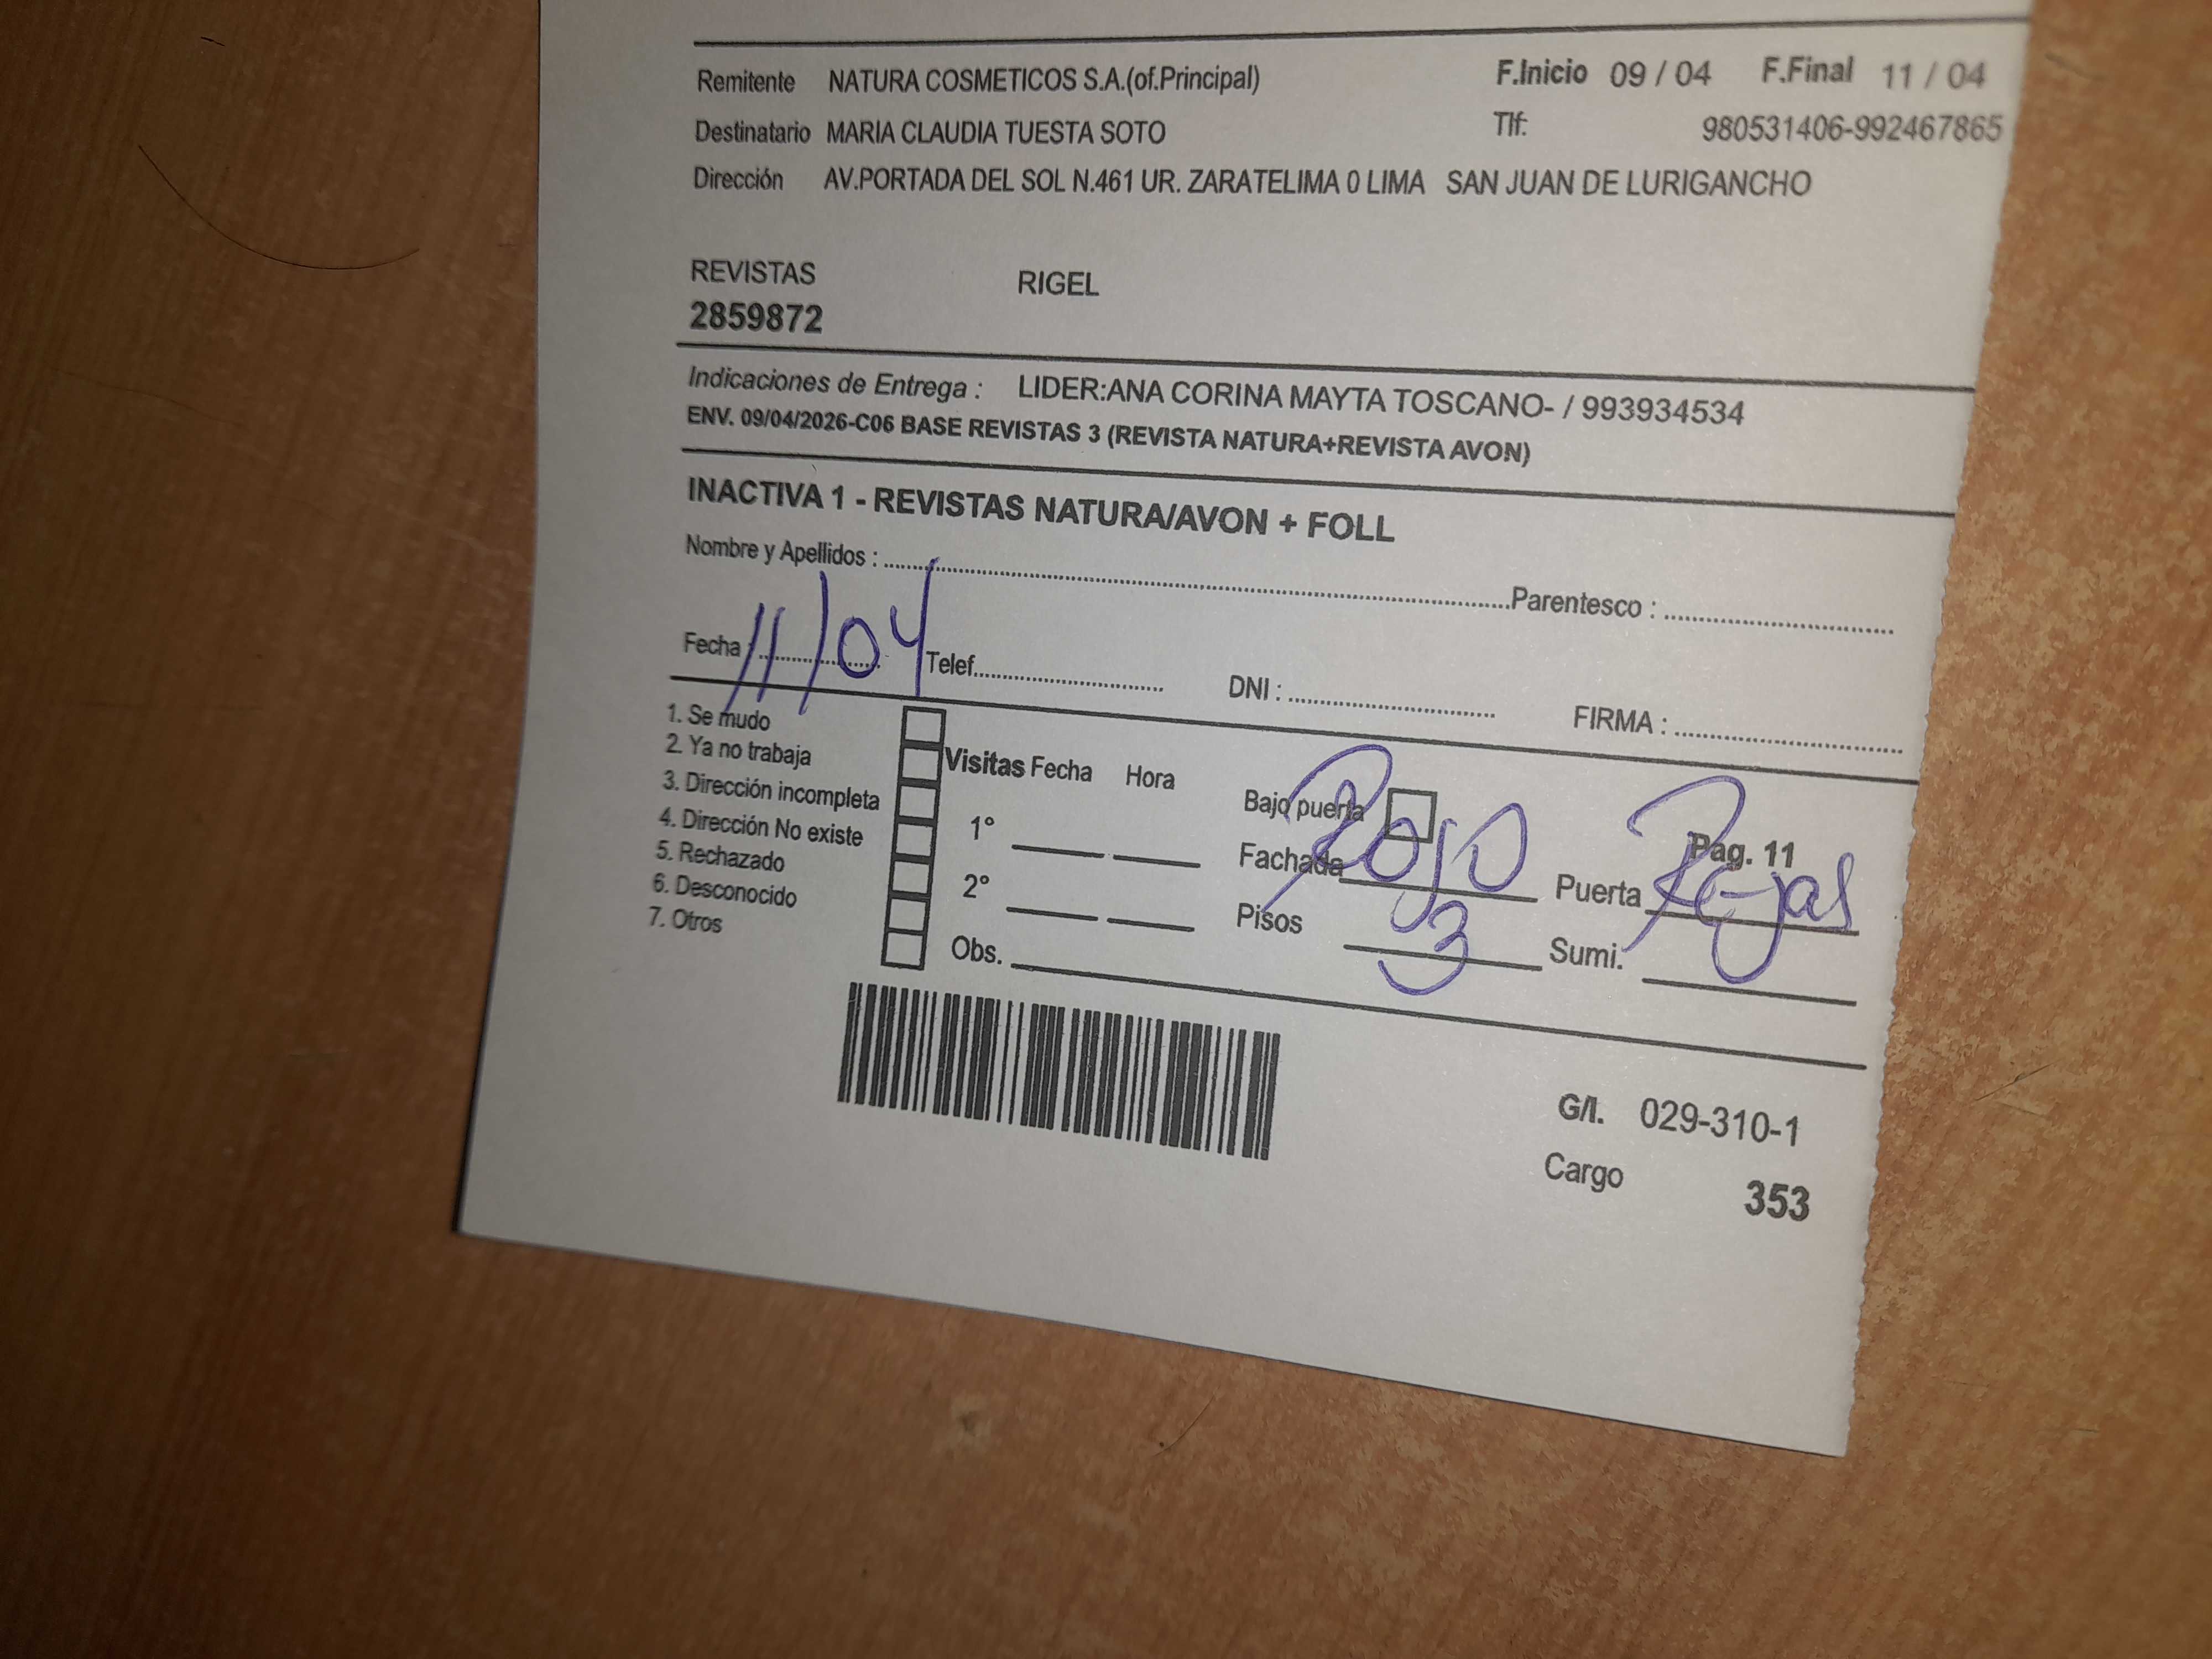 Remitente NATURA COSMETICOS S.A.(of.Principal) F.Inicio 09 / 04 F.Final 11 / 04
Destinatario MARIA CLAUDIA TUESTA SOTO Tlf: 980531406-992467865
Dirección AV.PORTADA DEL SOL N.461 UR. ZARATELIMA 0 LIMA SAN JUAN DE LURIGANCHO
REVISTAS RIGEL
2859872
Indicaciones de Entrega : LIDER:ANA CORINA MAYTA TOSCANO- / 993934534
ENV. 09/04/2026-C06 BASE REVISTAS 3 (REVISTA NATURA+REVISTA AVON)
INACTIVA 1 - REVISTAS NATURA/AVON + FOLL
Nombre y Apellidos : Parentesco :
Fecha : 11/04 Telef. DNI : FIRMA :
1. Se mudo
2. Ya no trabaja
3. Dirección incompleta
4. Dirección No existe
5. Rechazado
6. Desconocido
7. Otros
Visitas Fecha Hora
1°
2°
Obs.
Bajo puerta Pag. 11
Fachada Rojo Puerta Rejas
Pisos 3 Sumi.
G/I. 029-310-1
Cargo 353